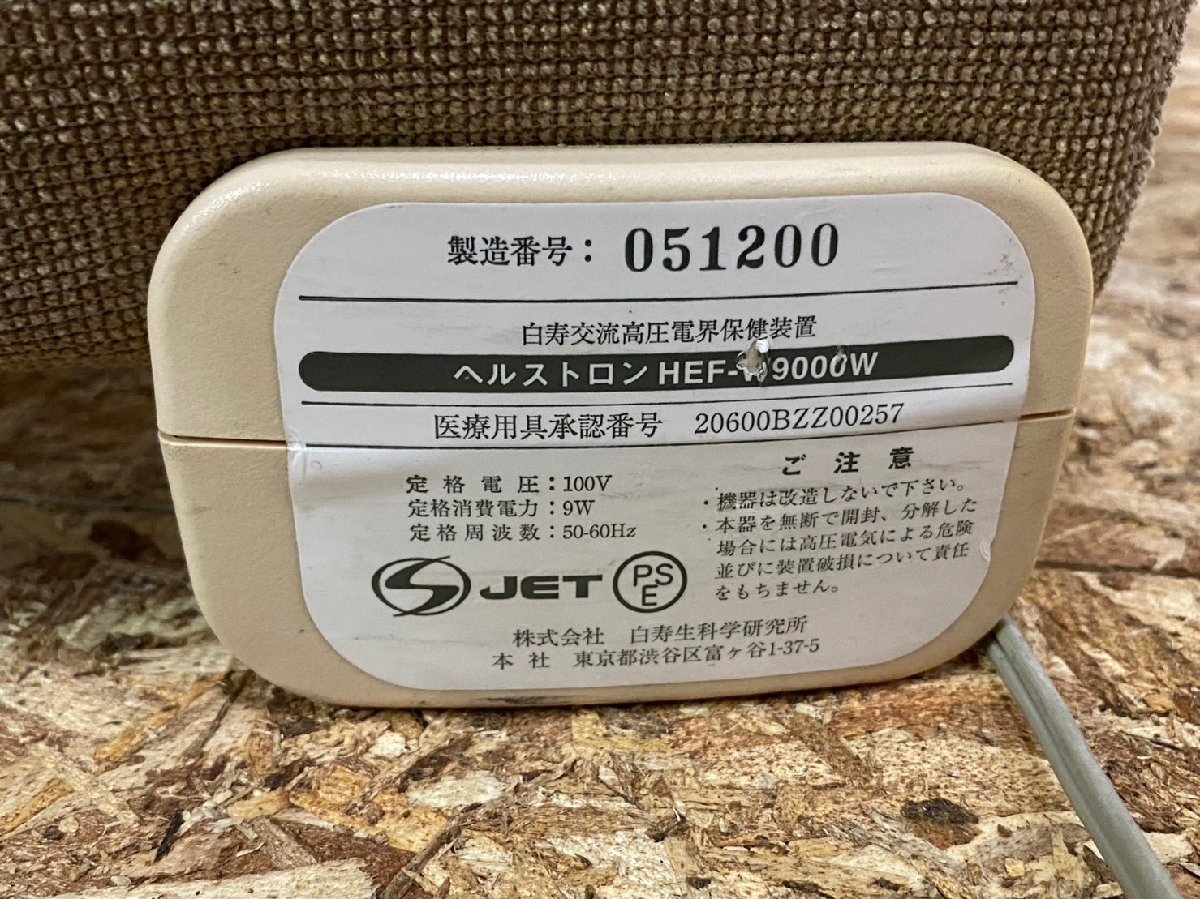 製造番号： 051200
白寿交流高圧電界保健装置
ヘルストロン HEF-W9000W
医療用具承認番号 20600BZZ00257
定格電圧：100V
定格消費電力：9W
定格周波数：50-60Hz
S JET PSE
ご注意
・機器は改造しないで下さい。
・本器を無断で開封、分解した
場合には高圧電気による危険
並びに装置破損について責任
をもちません。
株式会社 白寿生科学研究所
本社 東京都渋谷区富ヶ谷1-37-5